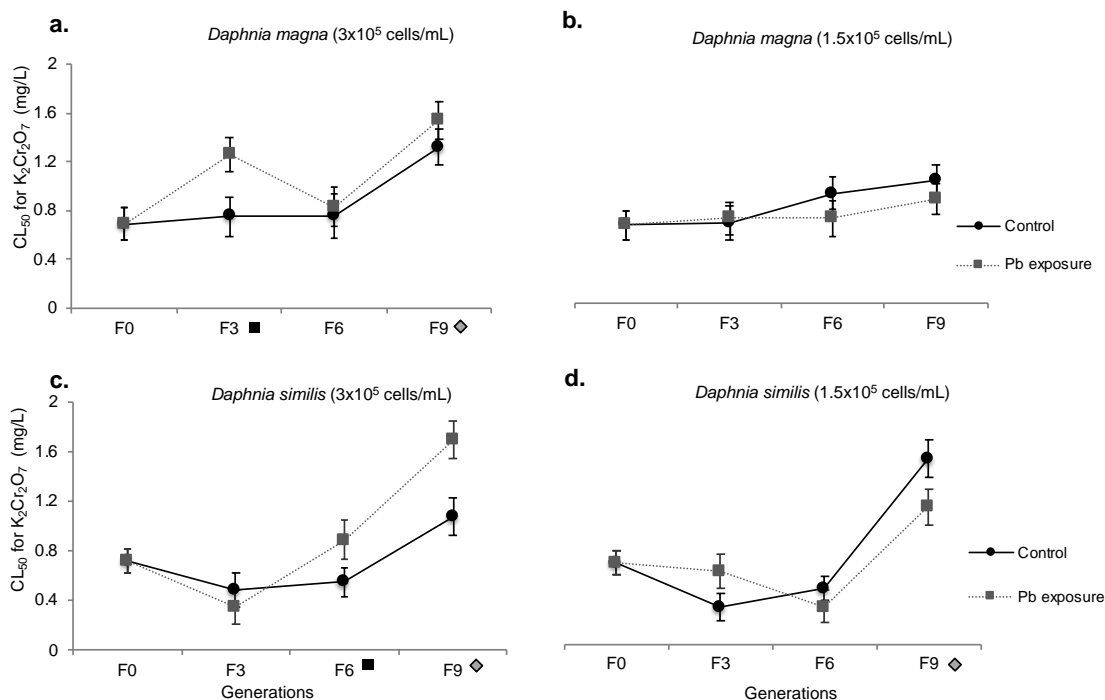 a.
Daphnia magna (3x10⁵ cells/mL)
CL₅₀ for K₂Cr₂O₇ (mg/L)
2
1.6
1.2
0.8
0.4
0
F0 F3 F6 F9
b.
Daphnia magna (1.5x10⁵ cells/mL)
F0 F3 F6 F9
Control
Pb exposure
c.
Daphnia similis (3x10⁵ cells/mL)
CL₅₀ for K₂Cr₂O₇ (mg/L)
2
1.6
1.2
0.8
0.4
0
F0 F3 F6 F9
Generations
d.
Daphnia similis (1.5x10⁵ cells/mL)
F0 F3 F6 F9
Generations
Control
Pb exposure